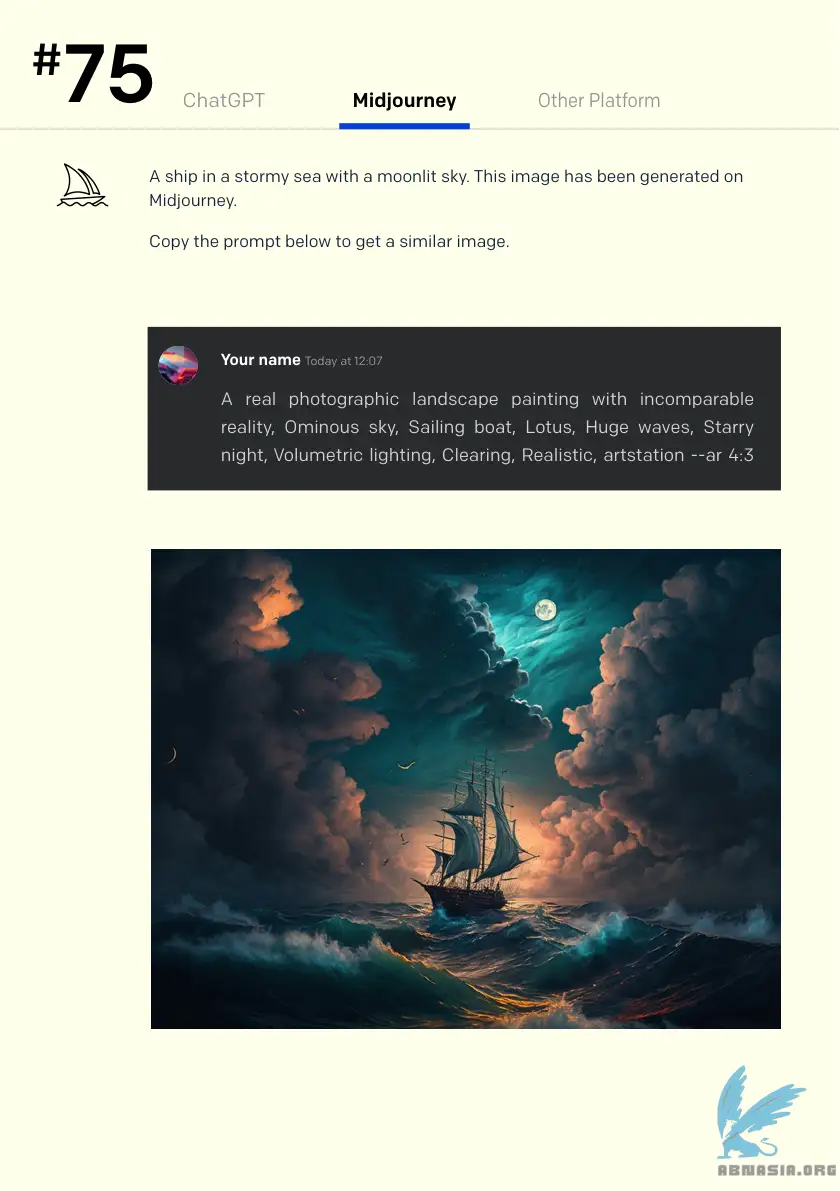 #75
ChatGPT
Midjourney
Other Platform
A ship in a stormy sea with a moonlit sky. This image has been generated on
Midjourney.
Copy the prompt below to get a similar image.
Your name Today at 12:07
A real photographic landscape painting with incomparable
reality, Ominous sky, Sailing boat, Lotus, Huge waves, Starry
night, Volumetric lighting, Clearing, Realistic, artstation --ar 4:3
ABMASIA.ORG